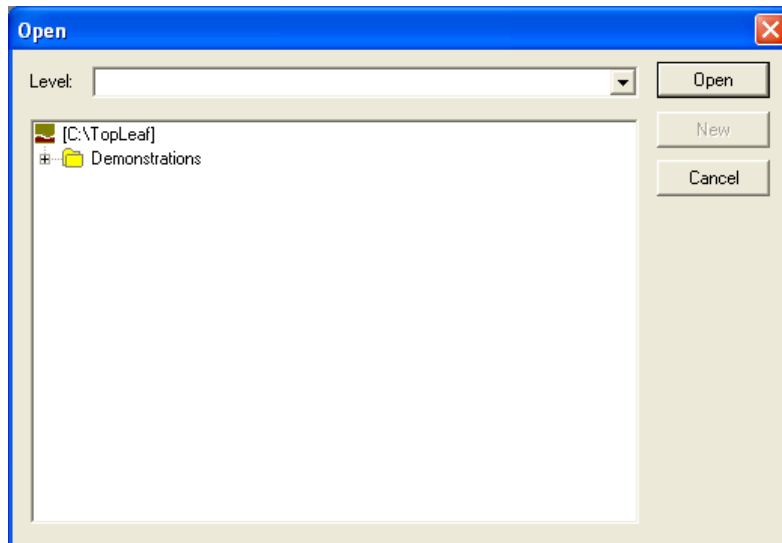 Open
Level:
Open
[C:\TopLeaf]
New
Demonstrations
Cancel